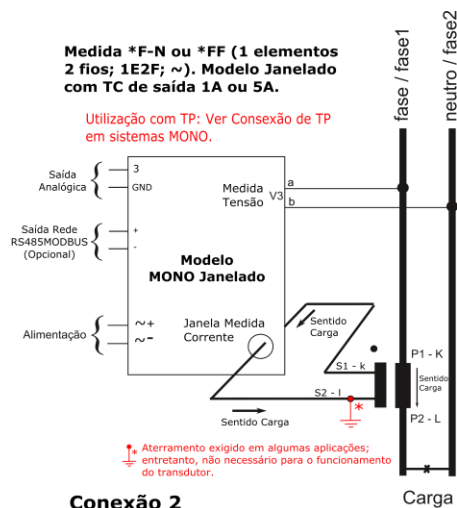 Medida *F-N ou *FF (1 elementos
2 fios; 1E2F; ~). Modelo Janelado
com TC de saída 1A ou 5A.
Utilização com TP: Ver Consexão de TP
em sistemas MONO.
fase / fase1
neutro / fase2
Saída
Analógica
3
GND
Medida
Tensão
V3
a
b
Saída Rede
RS485MODBUS
(Opcional)
+
-
Modelo
MONO Janelado
Alimentação
~+
~-
Janela Medida
Corrente
Sentido
Carga
S1 - k
S2 - l
P1 - K
Sentido
Carga
P2 - L
*
Sentido Carga
* Aterramento exigido em algumas aplicações;
entretanto, não necessário para o funcionamento
do transdutor.
Conexão 2
Carga